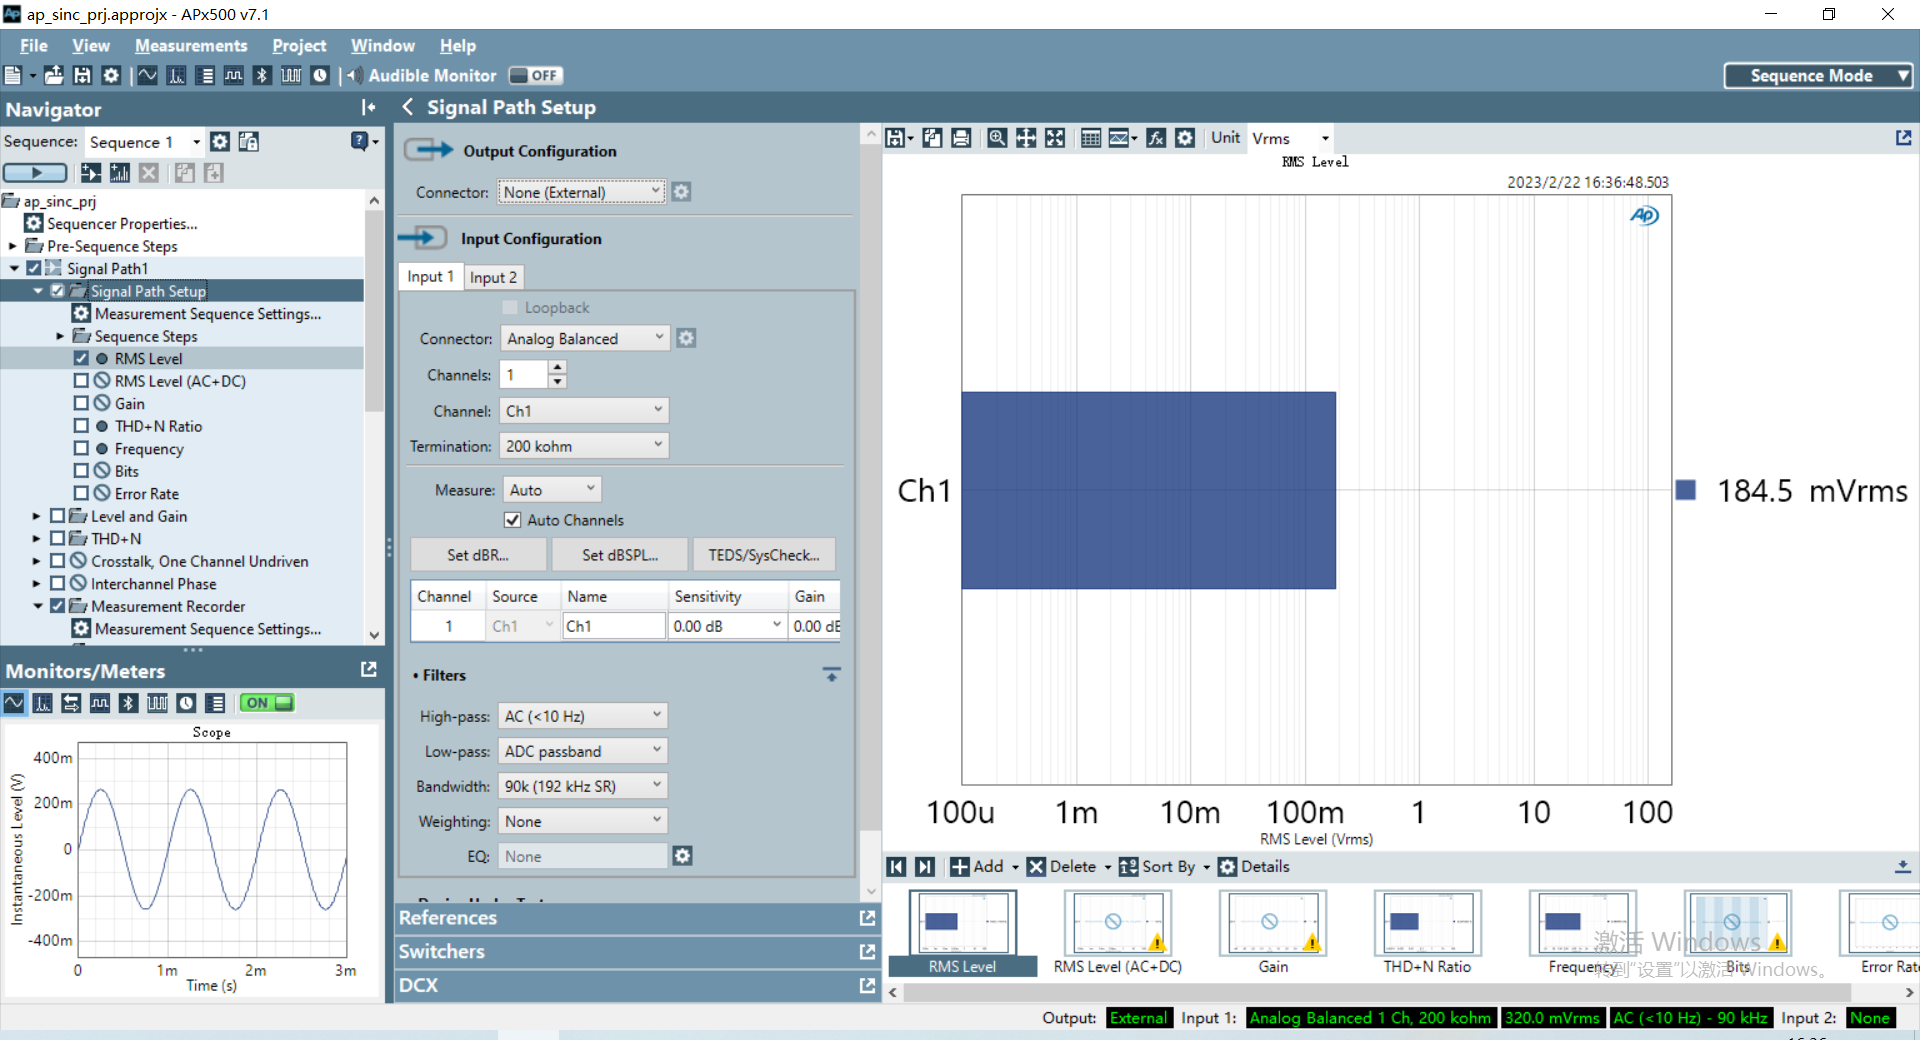 ap_sinc_prj.approjx - APx500 v7.1
File View Measurements Project Window Help
Audible Monitor OFF
Sequence Mode
Navigator
Sequence: Sequence 1
ap_sinc_prj
Sequencer Properties...
Pre-Sequence Steps
Signal Path1
Signal Path Setup
Measurement Sequence Settings...
Sequence Steps
RMS Level
RMS Level (AC+DC)
Gain
THD+N Ratio
Frequency
Bits
Error Rate
Level and Gain
THD+N
Crosstalk, One Channel Undriven
Interchannel Phase
Measurement Recorder
Measurement Sequence Settings...
Monitors/Meters
ON
Scope
Instantaneous Level (V)
400m
200m
0
-200m
-400m
0 1m 2m 3m
Time (s)
Signal Path Setup
Output Configuration
Connector: None (External)
Input Configuration
Input 1 Input 2
Loopback
Connector: Analog Balanced
Channels: 1
Channel: Ch1
Termination: 200 kohm
Measure: Auto
Auto Channels
Set dBR... Set dBSPL... TEDS/SysCheck...
Channel Source Name Sensitivity Gain
1 Ch1 Ch1 0.00 dB 0.00 dB
• Filters
High-pass: AC (<10 Hz)
Low-pass: ADC passband
Bandwidth: 90k (192 kHz SR)
Weighting: None
EQ: None
References
Switchers
DCX
Unit Vrms
RMS Level
2023/2/22 16:36:48.503
AP
Ch1
184.5 mVrms
100u 1m 10m 100m 1 10 100
RMS Level (Vrms)
Add Delete Sort By Details
RMS Level RMS Level (AC+DC) Gain THD+N Ratio Frequency Bits Error Rate
激活 Windows
转到"设置"以激活 Windows。
Output: External Input 1: Analog Balanced 1 Ch, 200 kohm 320.0 mVrms AC (<10 Hz) - 90 kHz Input 2: None